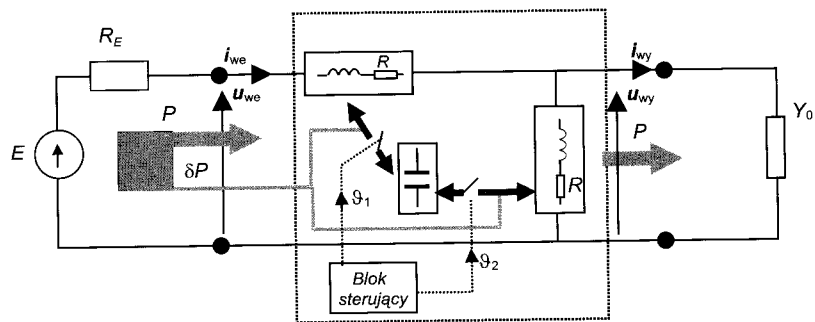 R_E
i_we
R
i_wy
u_we
u_wy
P
Y_0
P
E
δP
R
ϑ_1
ϑ_2
Blok
sterujący